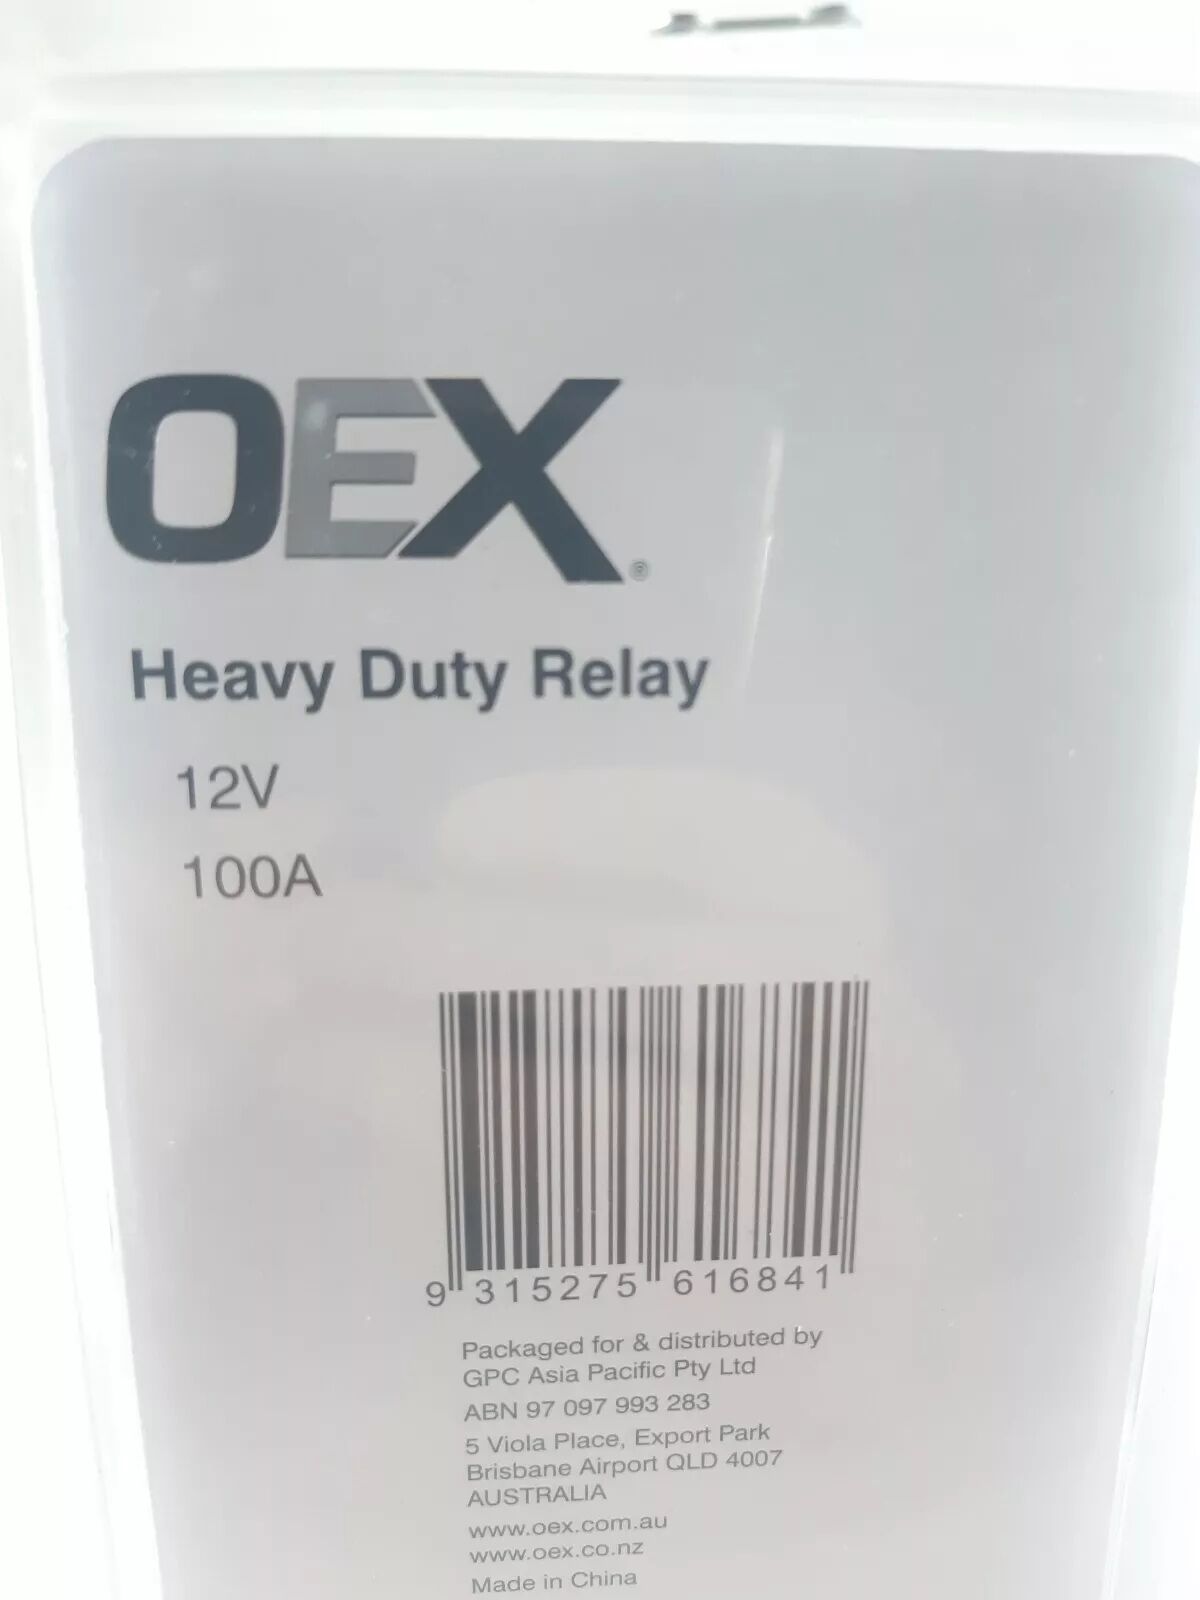 OEX®
Heavy Duty Relay
12V
100A
9 315275 616841
Packaged for & distributed by
GPC Asia Pacific Pty Ltd
ABN 97 097 993 283
5 Viola Place, Export Park
Brisbane Airport QLD 4007
AUSTRALIA
www.oex.com.au
www.oex.co.nz
Made in China